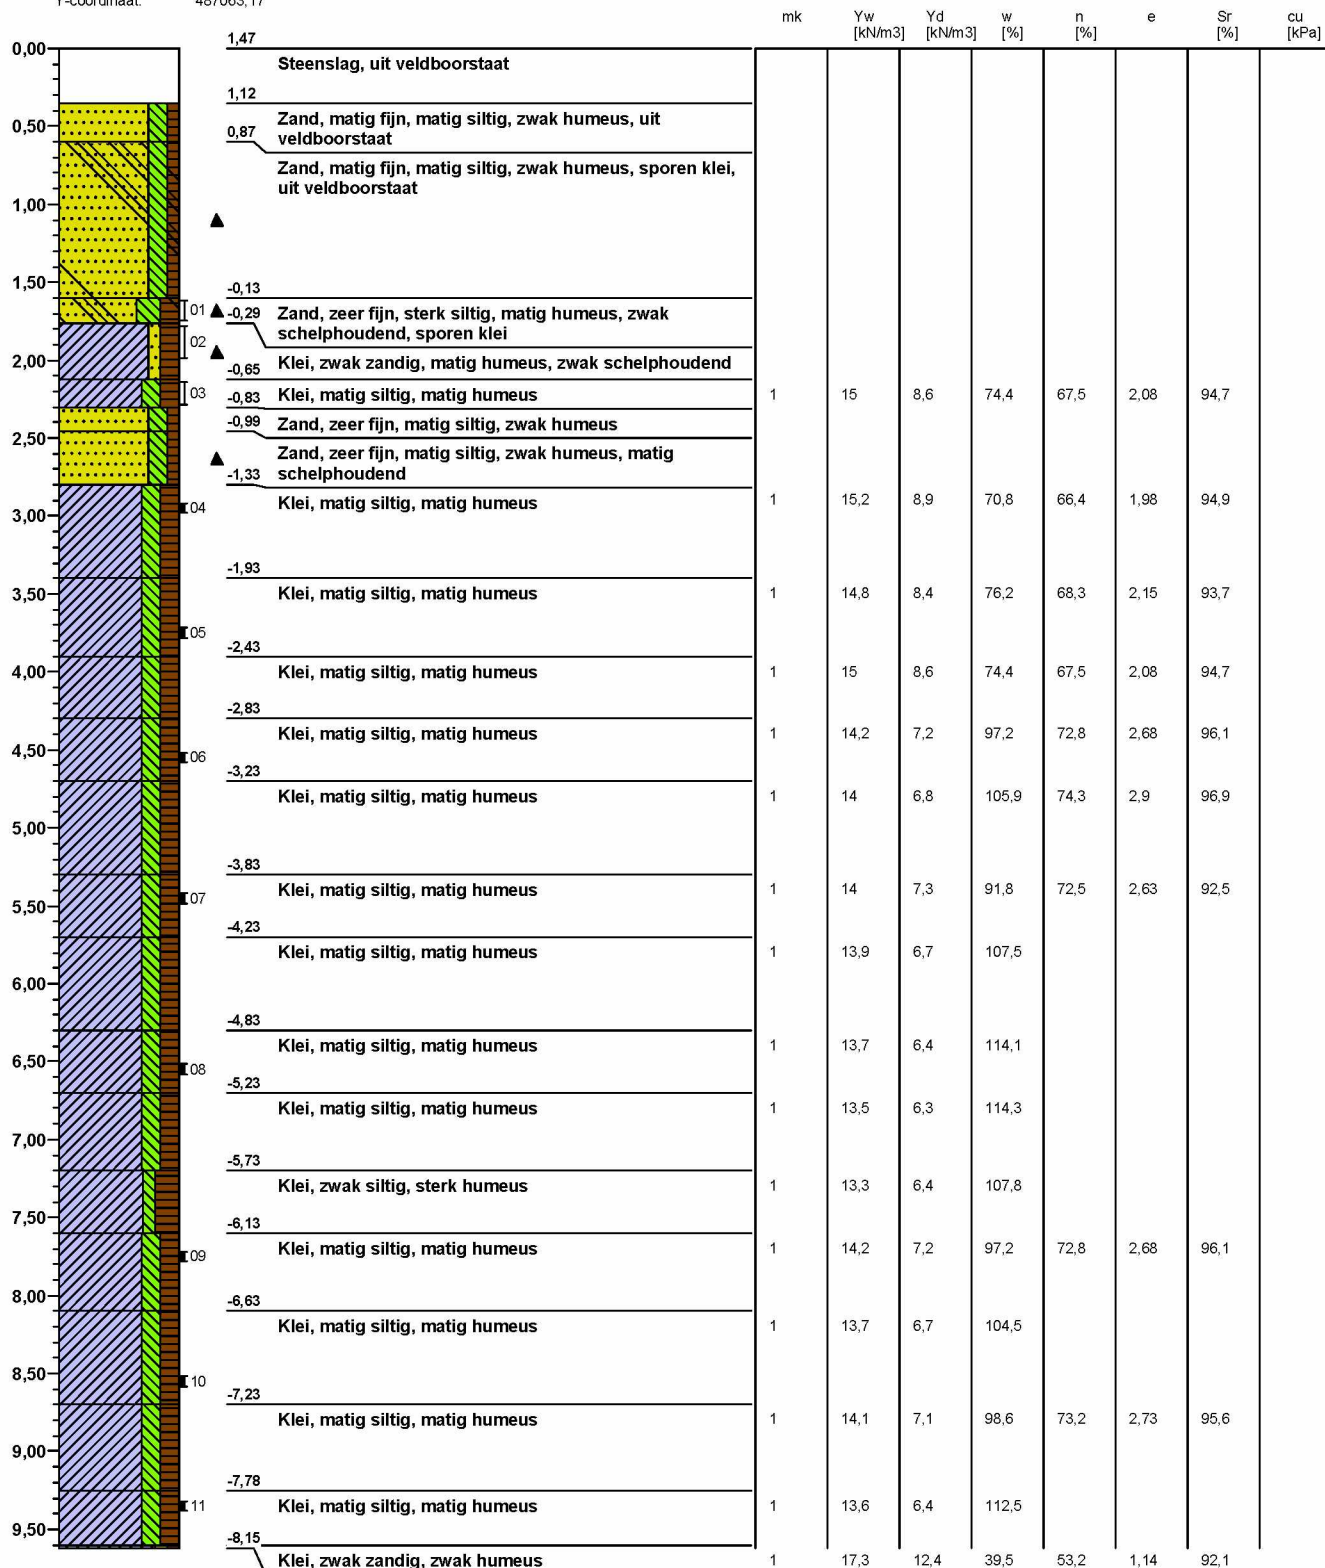 Y-coordinaat: 487063,17
mk Yw Yd w n e Sr cu
[kN/m3] [kN/m3] [%] [%] [%] [kPa]
0,00 1,47
Steenslag, uit veldboorstaat
1,12
Zand, matig fijn, matig siltig, zwak humeus, uit
0,50 0,87 veldboorstaat
Zand, matig fijn, matig siltig, zwak humeus, sporen klei,
uit veldboorstaat
1,00
1,50 -0,13
01 -0,29 Zand, zeer fijn, sterk siltig, matig humeus, zwak
schelphoudend, sporen klei
02
2,00 -0,65 Klei, zwak zandig, matig humeus, zwak schelphoudend
03 -0,83 Klei, matig siltig, matig humeus 1 15 8,6 74,4 67,5 2,08 94,7
-0,99 Zand, zeer fijn, matig siltig, zwak humeus
2,50 Zand, zeer fijn, matig siltig, zwak humeus, matig
-1,33 schelphoudend
3,00 04 Klei, matig siltig, matig humeus 1 15,2 8,9 70,8 66,4 1,98 94,9
-1,93
3,50 Klei, matig siltig, matig humeus 1 14,8 8,4 76,2 68,3 2,15 93,7
05
-2,43
4,00 Klei, matig siltig, matig humeus 1 15 8,6 74,4 67,5 2,08 94,7
-2,83
Klei, matig siltig, matig humeus 1 14,2 7,2 97,2 72,8 2,68 96,1
4,50 06
-3,23
Klei, matig siltig, matig humeus 1 14 6,8 105,9 74,3 2,9 96,9
5,00
-3,83
Klei, matig siltig, matig humeus 1 14 7,3 91,8 72,5 2,63 92,5
5,50 07
-4,23
Klei, matig siltig, matig humeus 1 13,9 6,7 107,5
6,00
-4,83
Klei, matig siltig, matig humeus 1 13,7 6,4 114,1
6,50 08
-5,23
Klei, matig siltig, matig humeus 1 13,5 6,3 114,3
7,00
-5,73
Klei, zwak siltig, sterk humeus 1 13,3 6,4 107,8
7,50
-6,13
Klei, matig siltig, matig humeus 1 14,2 7,2 97,2 72,8 2,68 96,1
09
8,00
-6,63
Klei, matig siltig, matig humeus 1 13,7 6,7 104,5
8,50 10
-7,23
Klei, matig siltig, matig humeus 1 14,1 7,1 98,6 73,2 2,73 95,6
9,00
-7,78
11 Klei, matig siltig, matig humeus 1 13,6 6,4 112,5
9,50
-8,15
Klei, zwak zandig, zwak humeus 1 17,3 12,4 39,5 53,2 1,14 92,1